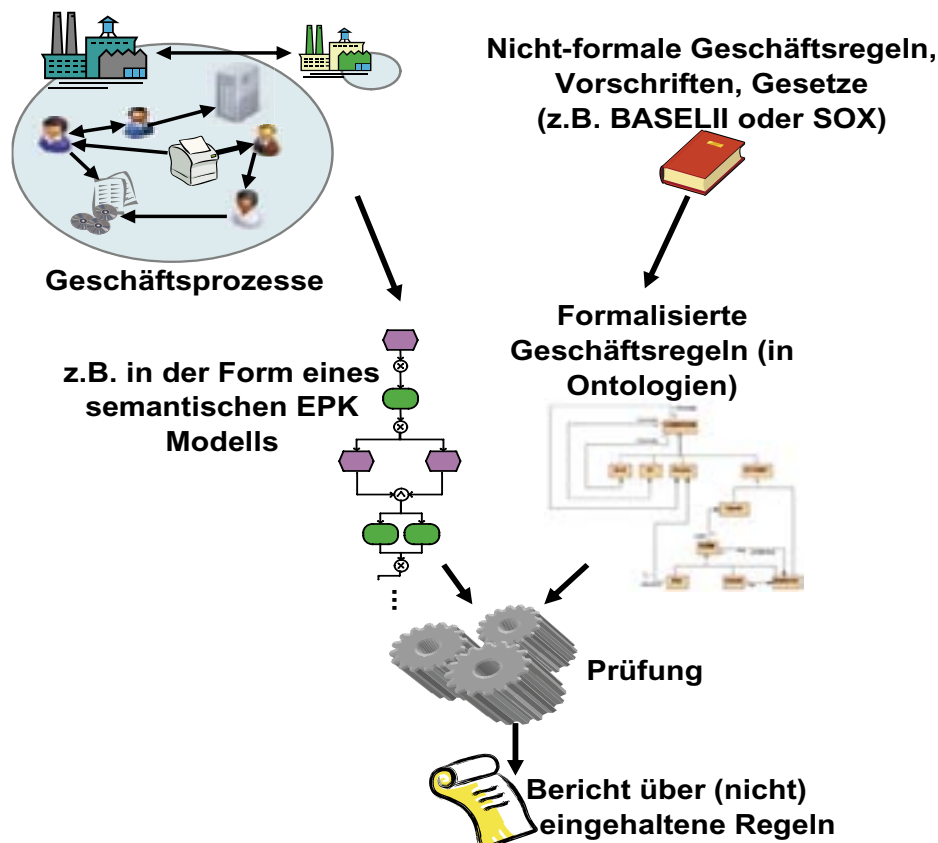 Nicht-formale Geschäftsregeln,
Vorschriften, Gesetze
(z.B. BASELII oder SOX)
Geschäftsprozesse
Formalisierte
Geschäftsregeln (in
Ontologien)
z.B. in der Form eines
semantischen EPK
Modells
...
Prüfung
Bericht über (nicht)
eingehaltene Regeln